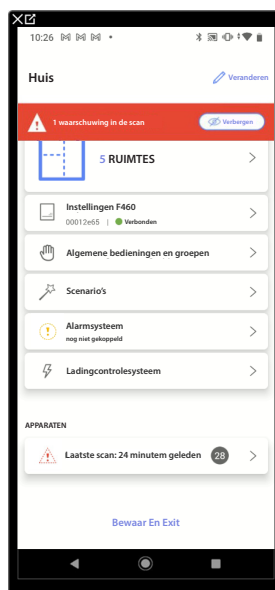 10:26
Huis
Veranderen
1 waarschuwing in de scan
Verbergen
5 RUIMTES
Instellingen F460
00012e65 | Verbonden
Algemene bedieningen en groepen
Scenario's
Alarmsysteem
nog niet gekoppeld
Ladingcontrolesysteem
APPARATEN
Laatste scan: 24 minutem geleden 28
Bewaar En Exit